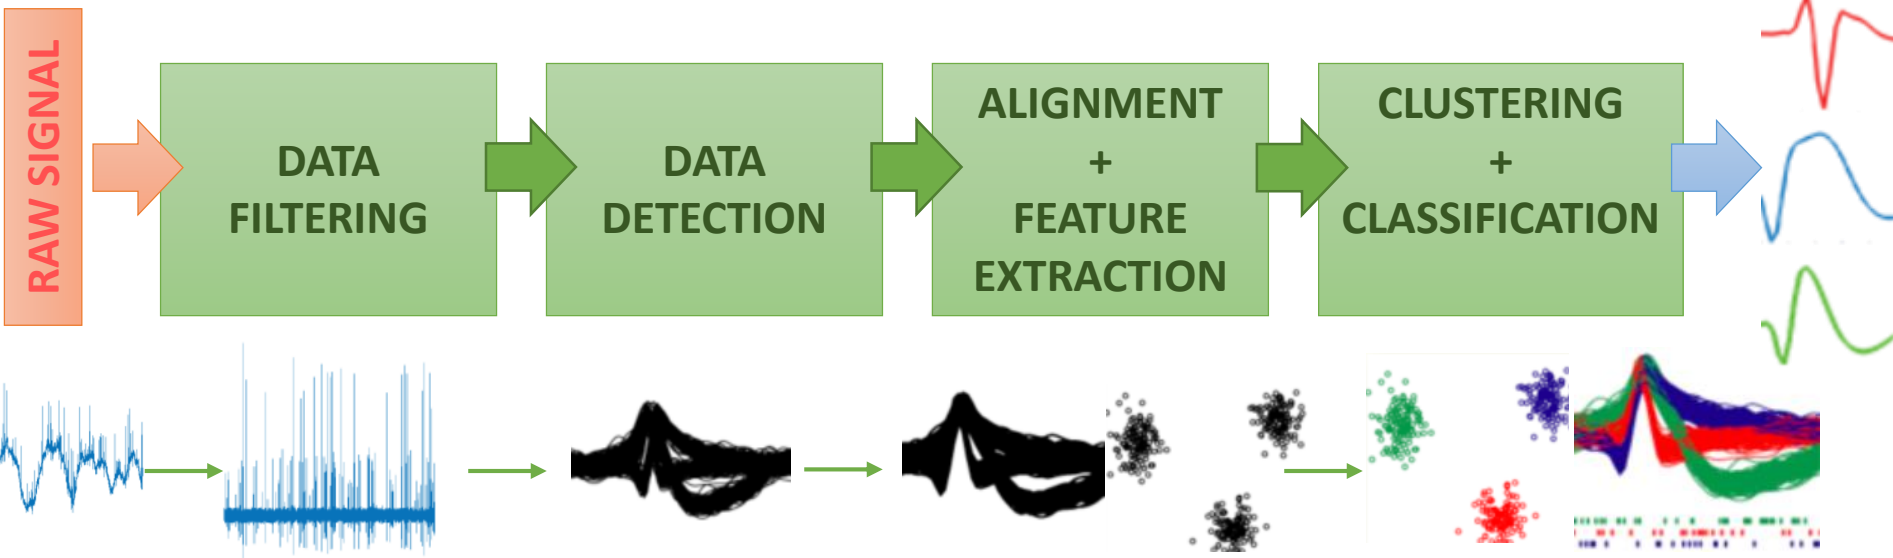 RAW SIGNAL
DATA
FILTERING
DATA
DETECTION
ALIGNMENT
+
FEATURE
EXTRACTION
CLUSTERING
+
CLASSIFICATION